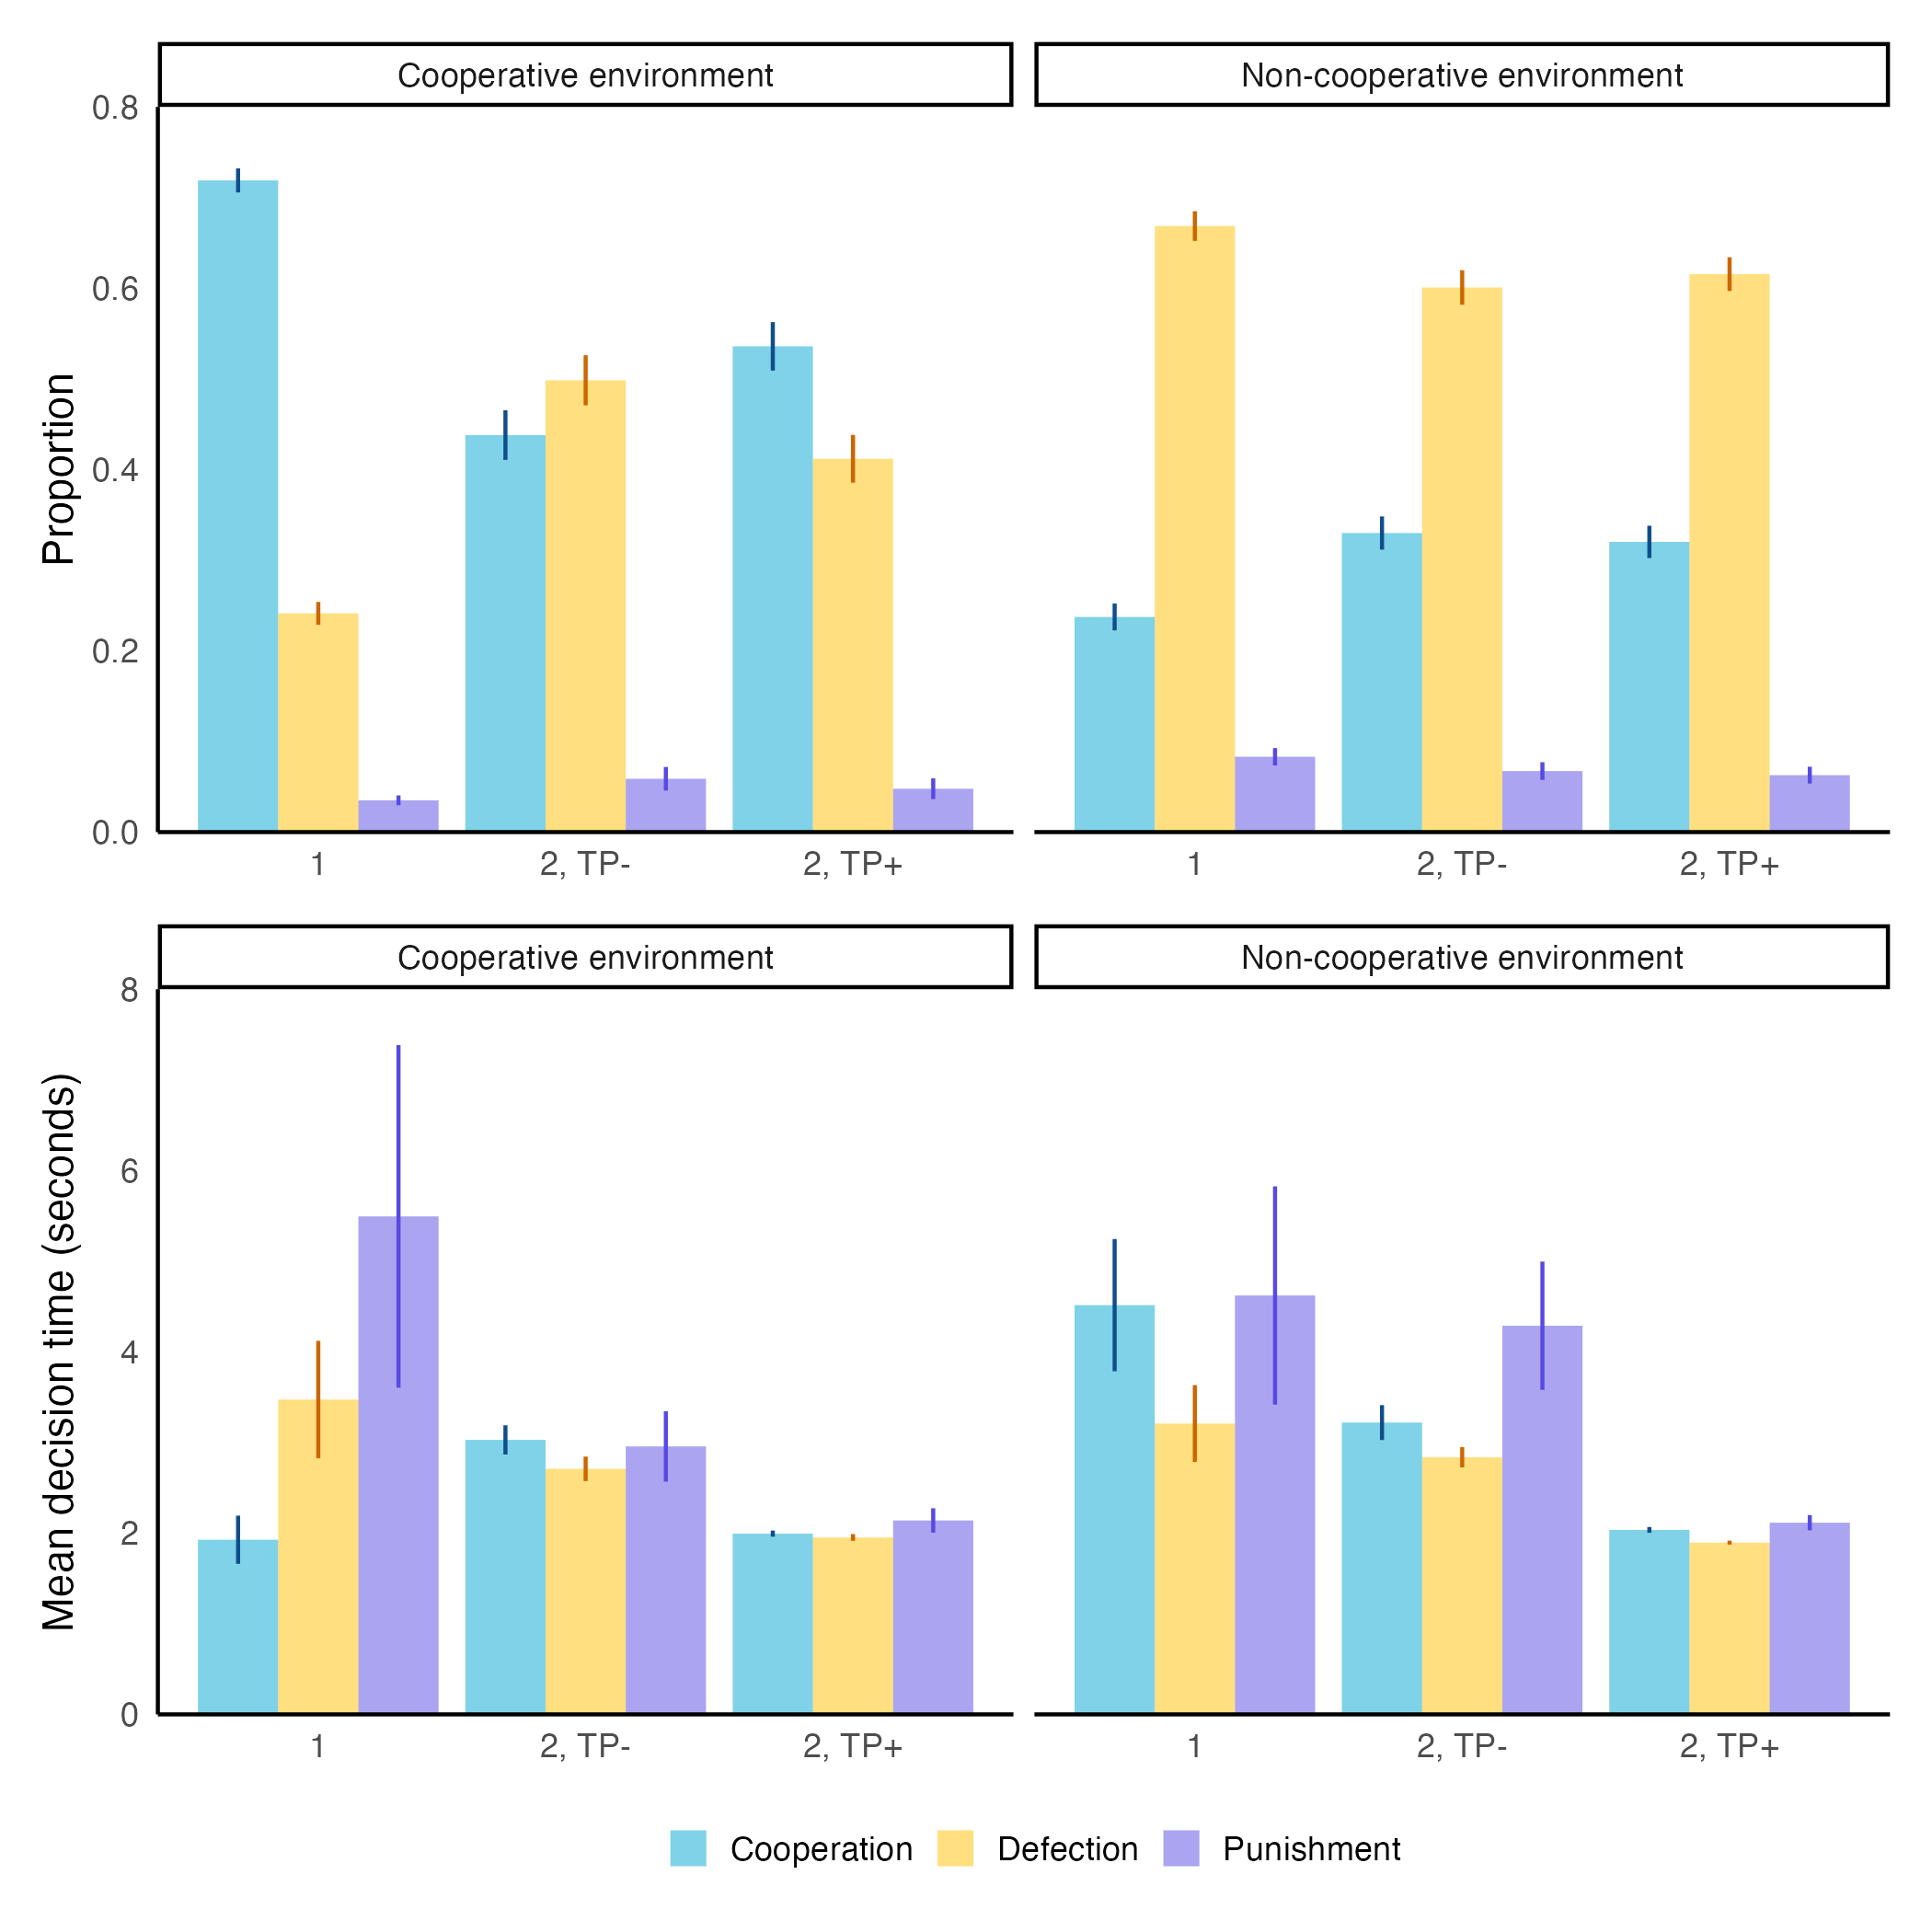 Cooperative environment
Non-cooperative environment
Proportion
0.8
0.6
0.4
0.2
0.0
1
2, TP-
2, TP+
1
2, TP-
2, TP+
Cooperative environment
Non-cooperative environment
Mean decision time (seconds)
8
6
4
2
0
1
2, TP-
2, TP+
1
2, TP-
2, TP+
Cooperation
Defection
Punishment